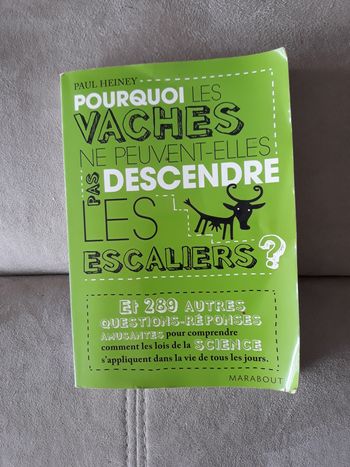 PAUL HEINEY
POURQUOI LES
VACHES
NE PEUVENT-ELLES
PAS DESCENDRE
LES
ESCALIERS ?
ET 289 AUTRES
QUESTIONS-RÉPONSES
AMUSANTES pour comprendre
comment les lois de la SCIENCE
s'appliquent dans la vie de tous les jours.
MARABOUT